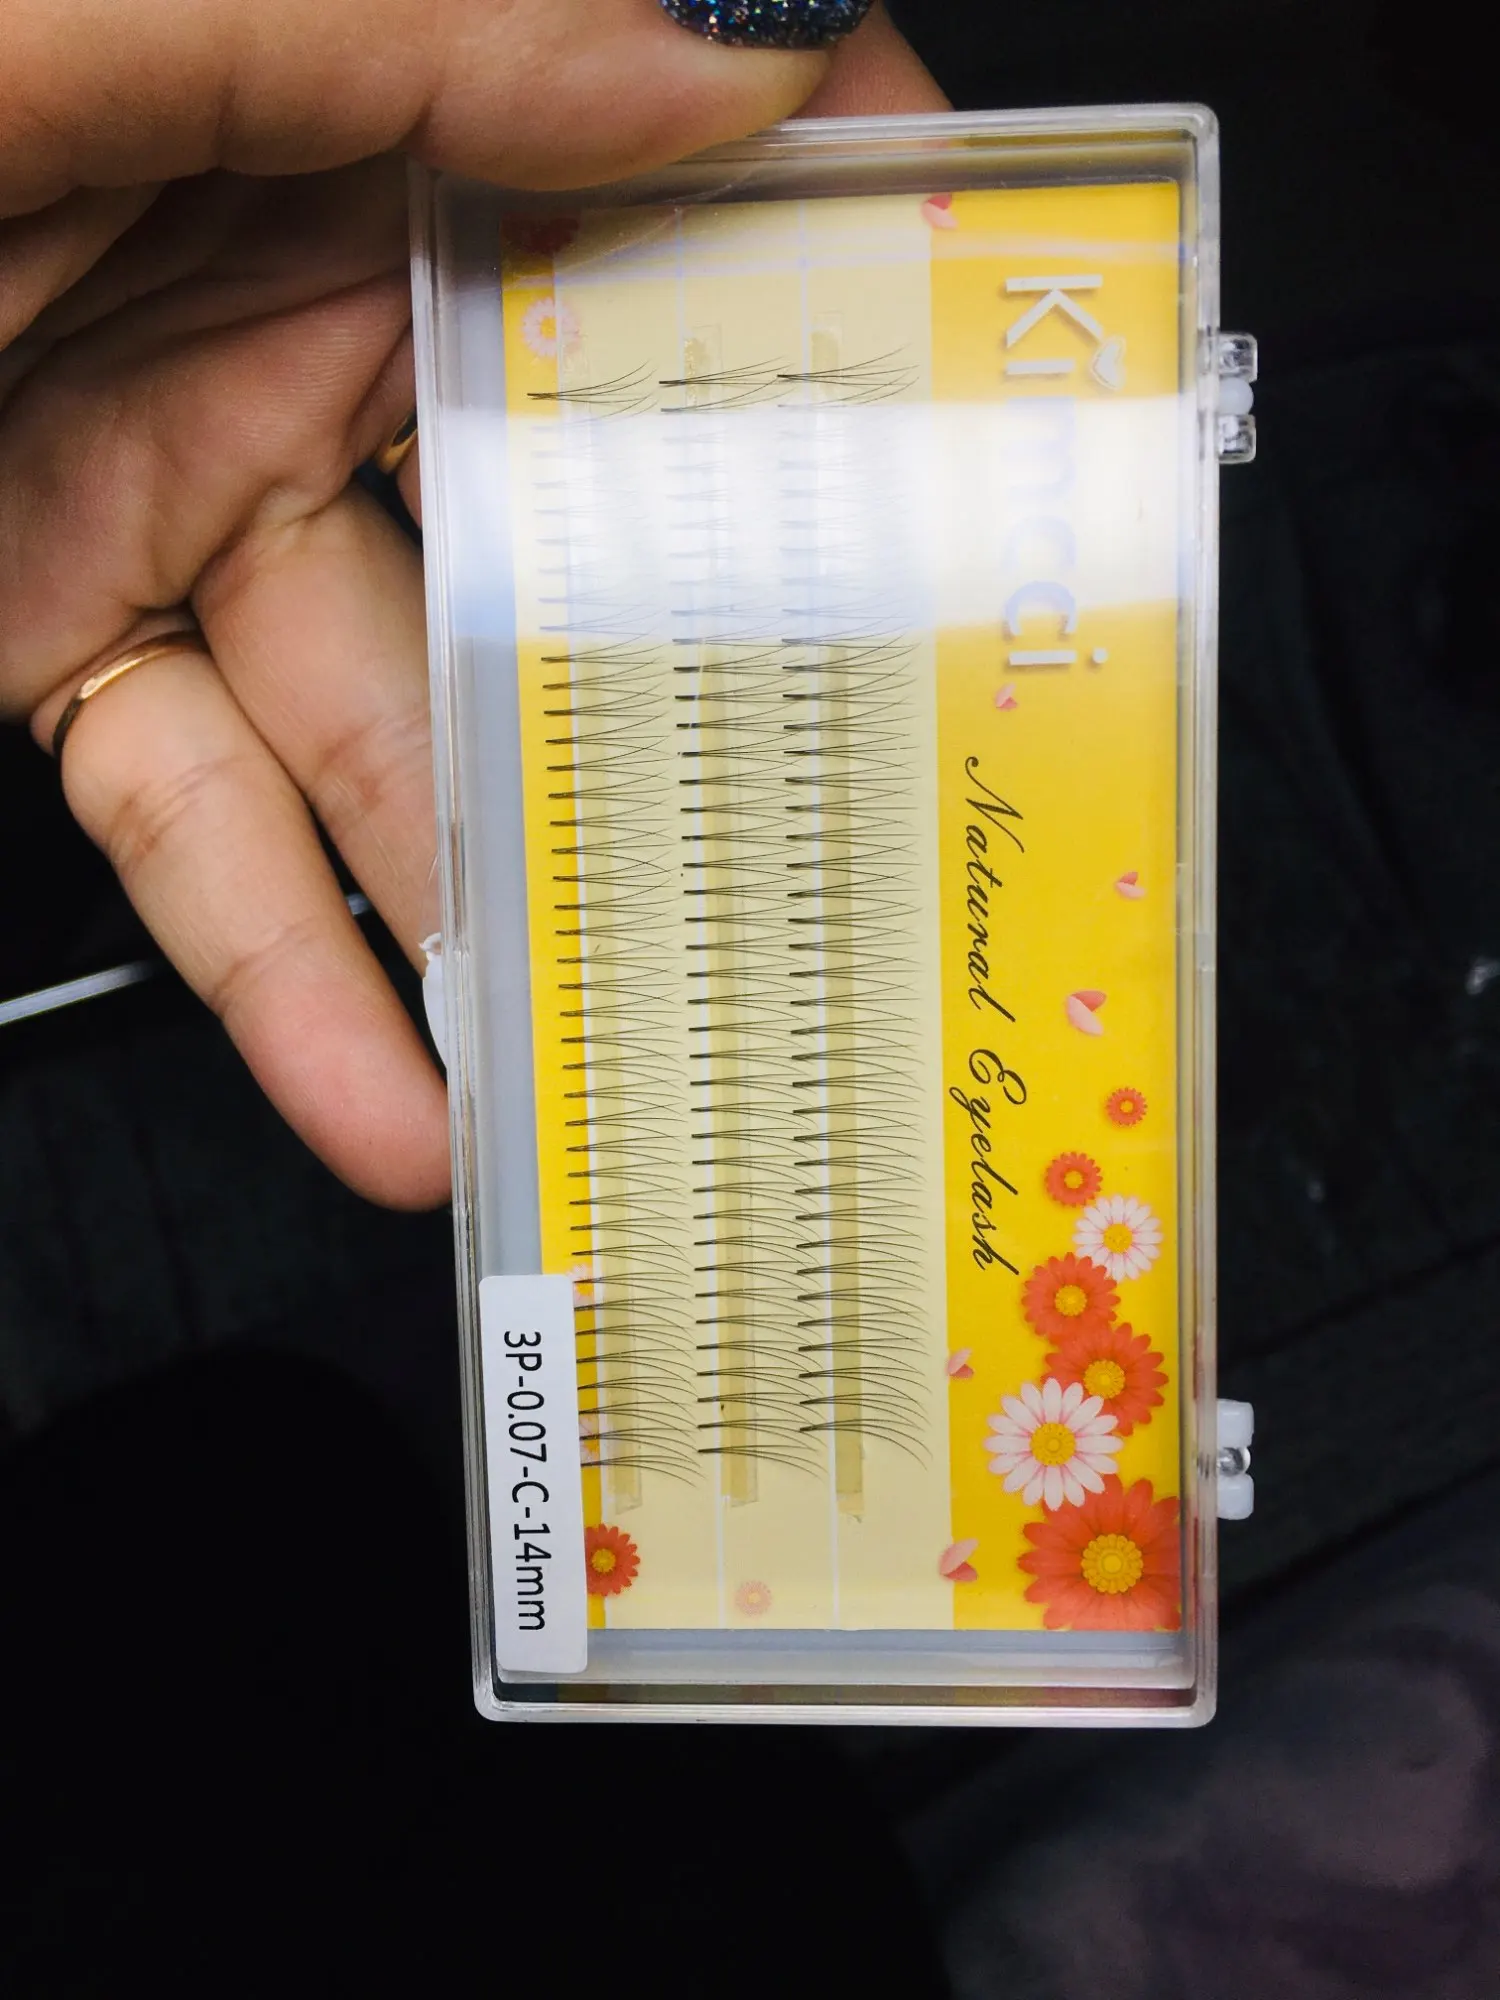 Kimcci
Natural Eyelash
3P-0.07-C-14mm